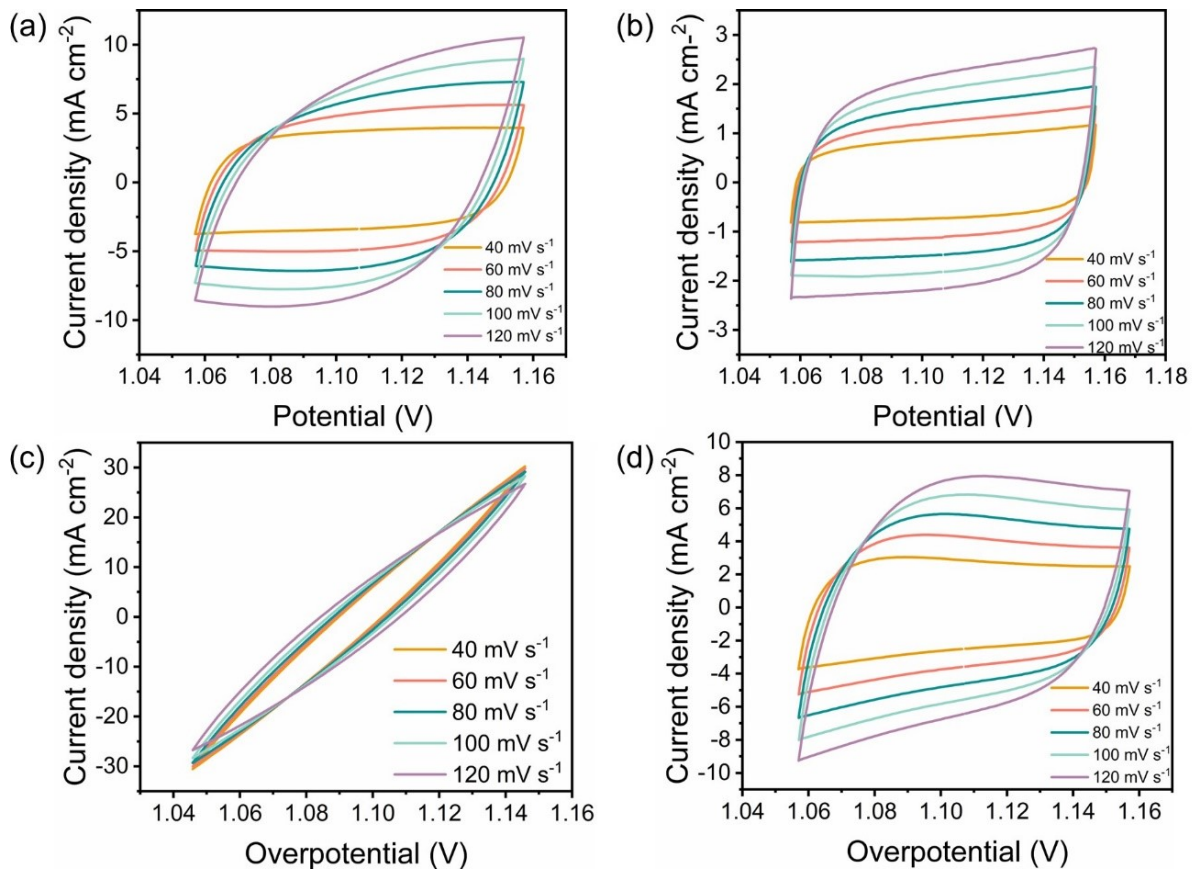 (a)
Current density (mA cm⁻²)
10
5
0
-5
-10
40 mV s⁻¹
60 mV s⁻¹
80 mV s⁻¹
100 mV s⁻¹
120 mV s⁻¹
1.04 1.06 1.08 1.10 1.12 1.14 1.16
Potential (V)
(b)
Current density (mA cm-²)
3
2
1
0
-1
-2
-3
40 mV s⁻¹
60 mV s⁻¹
80 mV s⁻¹
100 mV s⁻¹
120 mV s⁻¹
1.04 1.06 1.08 1.10 1.12 1.14 1.16 1.18
Potential (V)
(c)
Current density (mA cm⁻²)
30
20
10
0
-10
-20
-30
40 mV s⁻¹
60 mV s⁻¹
80 mV s⁻¹
100 mV s⁻¹
120 mV s⁻¹
1.04 1.06 1.08 1.10 1.12 1.14 1.16
Overpotential (V)
(d)
Current density (mA cm⁻²)
10
8
6
4
2
0
-2
-4
-6
-8
-10
40 mV s⁻¹
60 mV s⁻¹
80 mV s⁻¹
100 mV s⁻¹
120 mV s⁻¹
1.04 1.06 1.08 1.10 1.12 1.14 1.16
Overpotential (V)